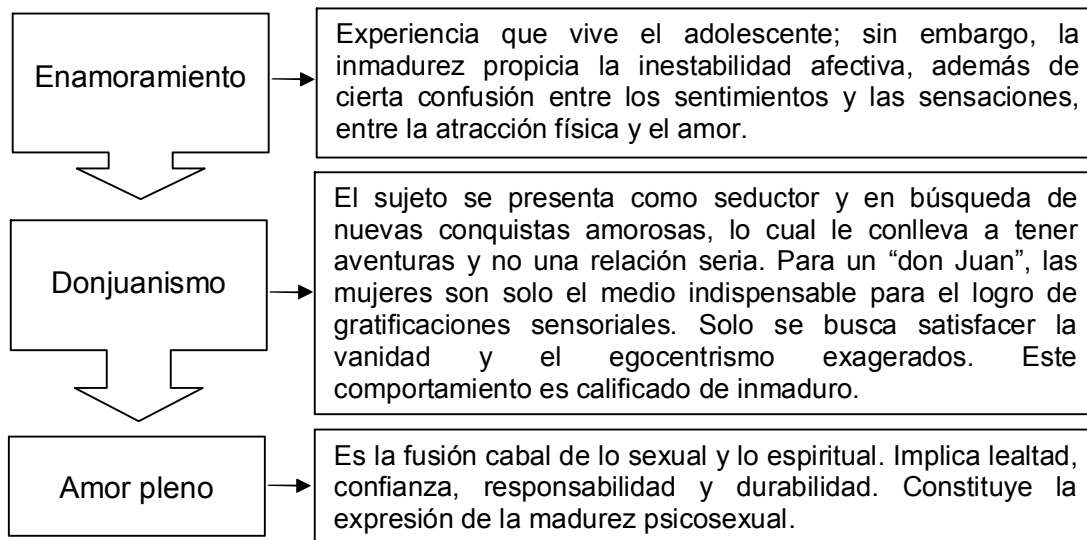 Enamoramiento
Experiencia que vive el adolescente; sin embargo, la
inmadurez propicia la inestabilidad afectiva, además de
cierta confusión entre los sentimientos y las sensaciones,
entre la atracción física y el amor.
Donjuanismo
El sujeto se presenta como seductor y en búsqueda de
nuevas conquistas amorosas, lo cual le conlleva a tener
aventuras y no una relación seria. Para un “don Juan”, las
mujeres son solo el medio indispensable para el logro de
gratificaciones sensoriales. Solo se busca satisfacer la
vanidad y el egocentrismo exagerados. Este
comportamiento es calificado de inmaduro.
Amor pleno
Es la fusión cabal de lo sexual y lo espiritual. Implica lealtad,
confianza, responsabilidad y durabilidad. Constituye la
expresión de la madurez psicosexual.